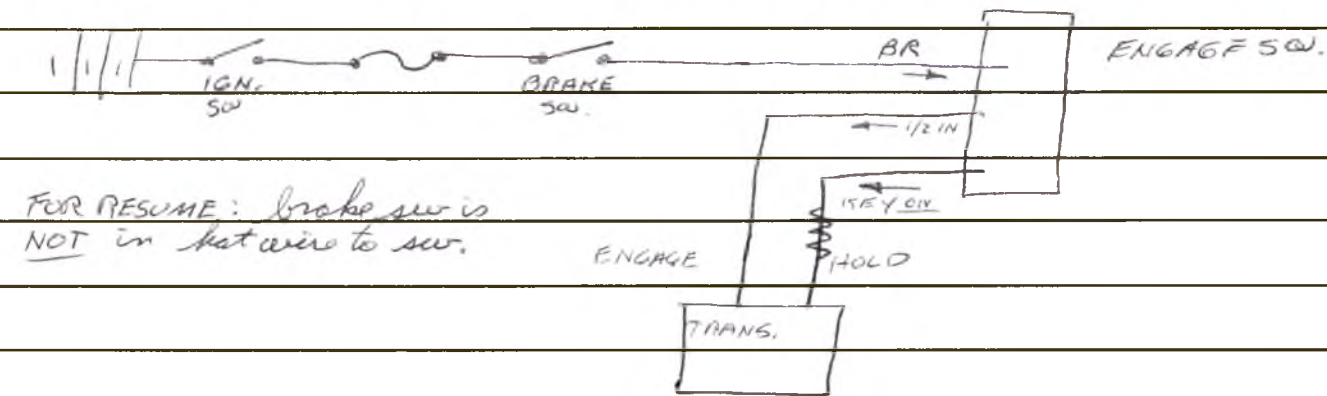 BR
ENGAGE SW.
IGN.
SW
BRAKE
SW.
1/2 IN
KEY ON
FOR RESUME: brake sw is
NOT in hot wire to sw.
ENGAGE
HOLD
TRANS.